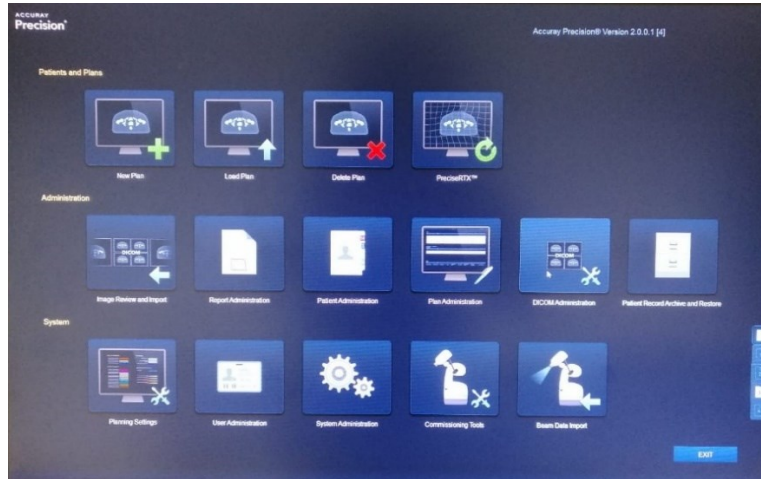 ACCURAY
Precision®
Accuray Precision® Version 2.0.0.1 [4]
Patients and Plans
New Plan
Load Plan
Delete Plan
PreciseRTX™
Administration
DICOM
DICOM
Image Review and Import
Report Administration
Patient Administration
Plan Administration
DICOM Administration
Patient Record Archive and Restore
System
Planning Settings
User Administration
System Administration
Commissioning Tools
Beam Data Import
EXIT